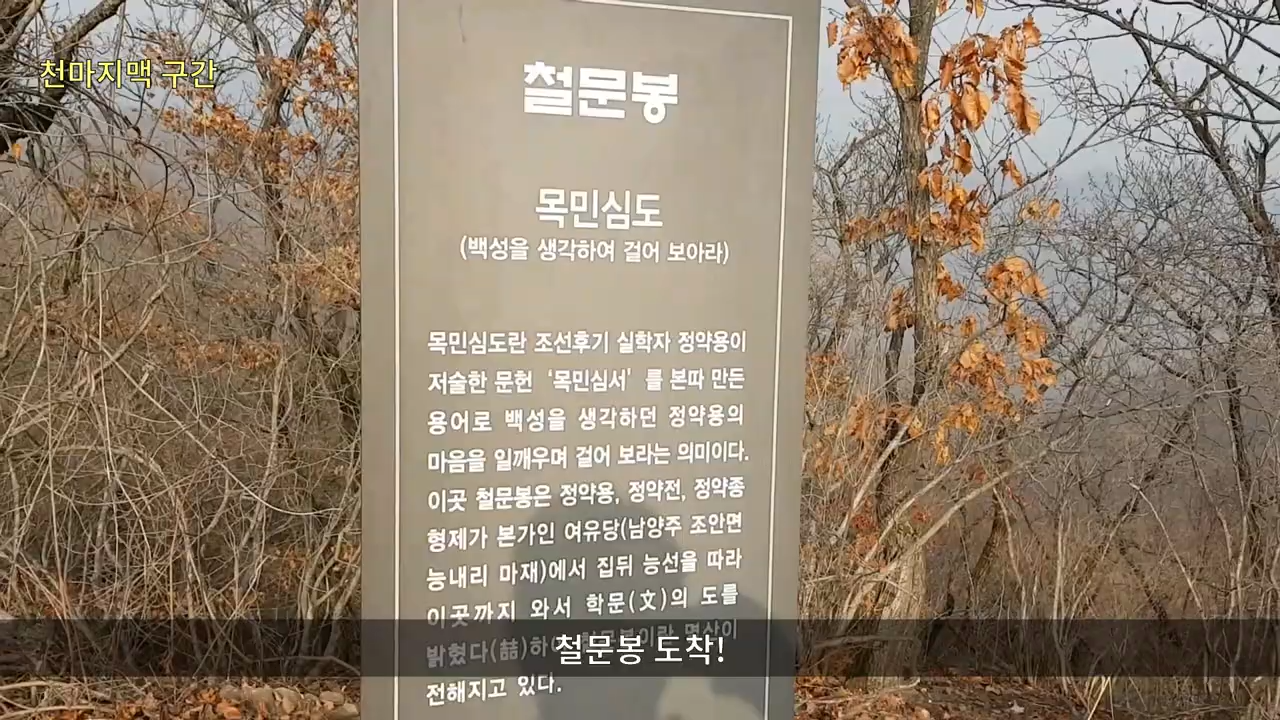 천마지맥 구간
철문봉
목민심도
(백성을 생각하여 걸어 보아라)
목민심도란 조선후기 실학자 정약용이
저술한 문헌 ‘목민심서’를 본따 만든
용어로 백성을 생각하던 정약용의
마음을 일깨우며 걸어 보라는 의미이다.
이곳 철문봉은 정약용, 정약전, 정약종
형제가 본가인 여유당(남양주 조안면
능내리 마재)에서 집뒤 능선을 따라
이곳까지 와서 학문(文)의 도를
밝혔다(喆)하여 철문봉이란 명상이
전해지고 있다.
철문봉 도착!